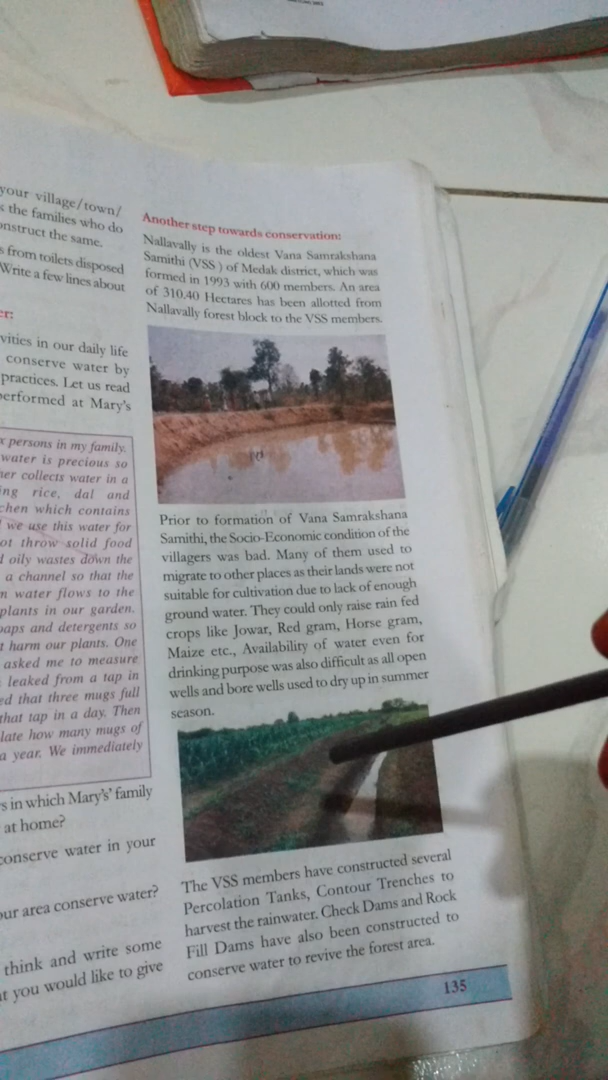 your village/town/
k the families who do
onstruct the same.
s from toilets disposed
Write a few lines about
er:
vities in our daily life
conserve water by
practices. Let us read
performed at Mary's
x persons in my family.
water is precious so
her collects water in a
ing rice, dal and
chen which contains
we use this water for
ot throw solid food
d oily wastes down the
a channel so that the
n water flows to the
plants in our garden.
oaps and detergents so
t harm our plants. One
asked me to measure
leaked from a tap in
ed that three mugs full
that tap in a day. Then
late how many mugs of
a year. We immediately
s in which Mary's' family
at home?
conserve water in your
our area conserve water?
think and write some
t you would like to give
Another step towards conservation:
Nallavally is the oldest Vana Samrakshana
Samithi (VSS ) of Medak district, which was
formed in 1993 with 600 members. An area
of 310.40 Hectares has been allotted from
Nallavally forest block to the VSS members.
Prior to formation of Vana Samrakshana
Samithi, the Socio-Economic condition of the
villagers was bad. Many of them used to
migrate to other places as their lands were not
suitable for cultivation due to lack of enough
ground water. They could only raise rain fed
crops like Jowar, Red gram, Horse gram,
Maize etc., Availability of water even for
drinking purpose was also difficult as all open
wells and bore wells used to dry up in summer
season.
The VSS members have constructed several
Percolation Tanks, Contour Trenches to
harvest the rainwater. Check Dams and Rock
Fill Dams have also been constructed to
conserve water to revive the forest area.
135